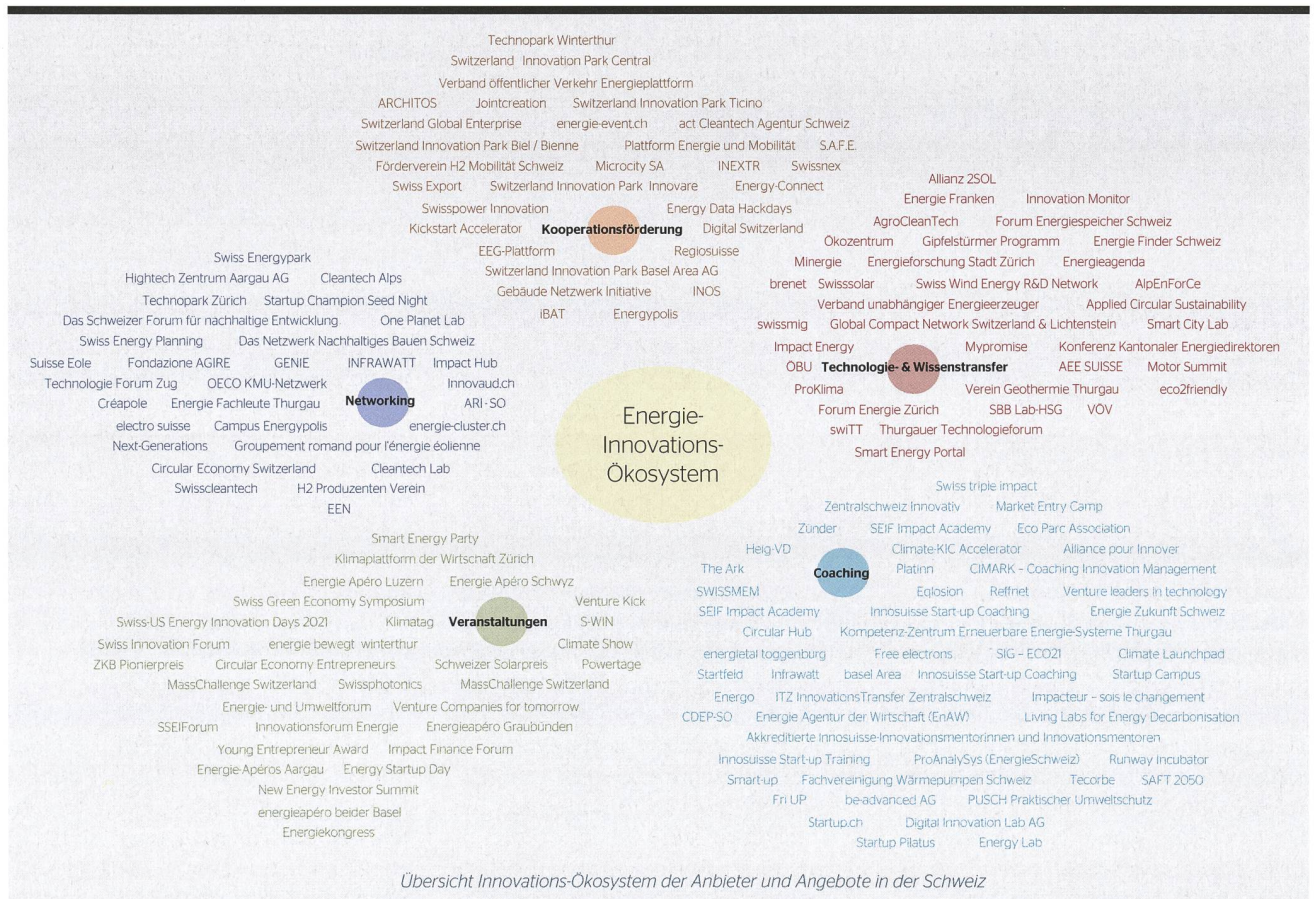 Technopark Winterthur
Switzerland Innovation Park Central
Verband öffentlicher Verkehr Energieplattform
ARCHITOS Jointcreation Switzerland Innovation Park Ticino
Switzerland Global Enterprise energie-event.ch act Cleantech Agentur Schweiz
Switzerland Innovation Park Biel / Bienne Plattform Energie und Mobilität S.A.F.E.
Förderverein H2 Mobilität Schweiz Microcity SA INEXTR Swissnex
Swiss Export Switzerland Innovation Park Innovare Energy-Connect
Swisspower Innovation Energy Data Hackdays
Kickstart Accelerator Kooperationsförderung Digital Switzerland
EEG-Plattform Regiosuisse
Switzerland Innovation Park Basel Area AG
Gebäude Netzwerk Initiative INOS
iBAT Energypolis
Allianz 2SOL
Energie Franken Innovation Monitor
AgroCleanTech Forum Energiespeicher Schweiz
Ökozentrum Gipfelstürmer Programm Energie Finder Schweiz
Minergie Energieforschung Stadt Zürich Energieagenda
brenet Swisssolar Swiss Wind Energy R&D Network AlpEnForCe
Verband unabhängiger Energieerzeuger Applied Circular Sustainability
swissmig Global Compact Network Switzerland & Lichtenstein Smart City Lab
Impact Energy Mypromise Konferenz Kantonaler Energiedirektoren
ÖBU Technologie- & Wissenstransfer AEE SUISSE Motor Summit
ProKlima Verein Geothermie Thurgau eco2friendly
Forum Energie Zürich SBB Lab-HSG VÖV
swiTT Thurgauer Technologieforum
Smart Energy Portal
Swiss Energypark
Hightech Zentrum Aargau AG Cleantech Alps
Technopark Zürich Startup Champion Seed Night
Das Schweizer Forum für nachhaltige Entwicklung One Planet Lab
Swiss Energy Planning Das Netzwerk Nachhaltiges Bauen Schweiz
Suisse Eole Fondazione AGIRE GENIE INFRAWATT Impact Hub
Technologie Forum Zug OECO KMU-Netzwerk Innovaud.ch
Créapole Energie Fachleute Thurgau Networking ARI-SO
electro suisse Campus Energypolis energie-cluster.ch
Next-Generations Groupement romand pour l'énergie éolienne
Circular Economy Switzerland Cleantech Lab
Swisscleantech H2 Produzenten Verein
EEN
Energie-
Innovations-
Ökosystem
Smart Energy Party
Klimaplattform der Wirtschaft Zürich
Energie Apéro Luzern Energie Apéro Schwyz
Swiss Green Economy Symposium Venture Kick
Swiss-US Energy Innovation Days 2021 Klimatag Veranstaltungen S-WIN
Swiss Innovation Forum energie bewegt winterthur Climate Show
ZKB Pionierpreis Circular Economy Entrepreneurs Schweizer Solarpreis Powertage
MassChallenge Switzerland Swissphotonics MassChallenge Switzerland
Energie- und Umweltforum Venture Companies for tomorrow
SSEIForum Innovationsforum Energie Energieapéro Graubünden
Young Entrepreneur Award Impact Finance Forum
Energie-Apéros Aargau Energy Startup Day
New Energy Investor Summit
energieapéro beider Basel
Energiekongress
Swiss triple impact
Zentralschweiz Innovativ Market Entry Camp
Zünder SEIF Impact Academy Eco Parc Association
Heig-VD Climate-KIC Accelerator Alliance pour Innover
The Ark Coaching Platinn CIMARK – Coaching Innovation Management
SWISSMEM Eqlosion Reffnet Venture leaders in technology
SEIF Impact Academy Innosuisse Start-up Coaching Energie Zukunft Schweiz
Circular Hub Kompetenz-Zentrum Erneuerbare Energie-Systeme Thurgau
energietal toggenburg Free electrons SIG – ECO21 Climate Launchpad
Startfeld Infrawatt basel Area Innosuisse Start-up Coaching Startup Campus
Energo ITZ InnovationsTransfer Zentralschweiz Impacteur – sois le changement
CDEP-SO Energie Agentur der Wirtschaft (EnAW) Living Labs for Energy Decarbonisation
Akkreditierte Innosuisse-Innovationsmentorinnen und Innovationsmentoren
Innosuisse Start-up Training ProAnalySys (EnergieSchweiz) Runway Incubator
Smart-up Fachvereinigung Wärmepumpen Schweiz Tecorbe SAFT 2050
Fri UP be-advanced AG PUSCH Praktischer Umweltschutz
Startup.ch Digital Innovation Lab AG
Startup Pilatus Energy Lab
Übersicht Innovations-Ökosystem der Anbieter und Angebote in der Schweiz